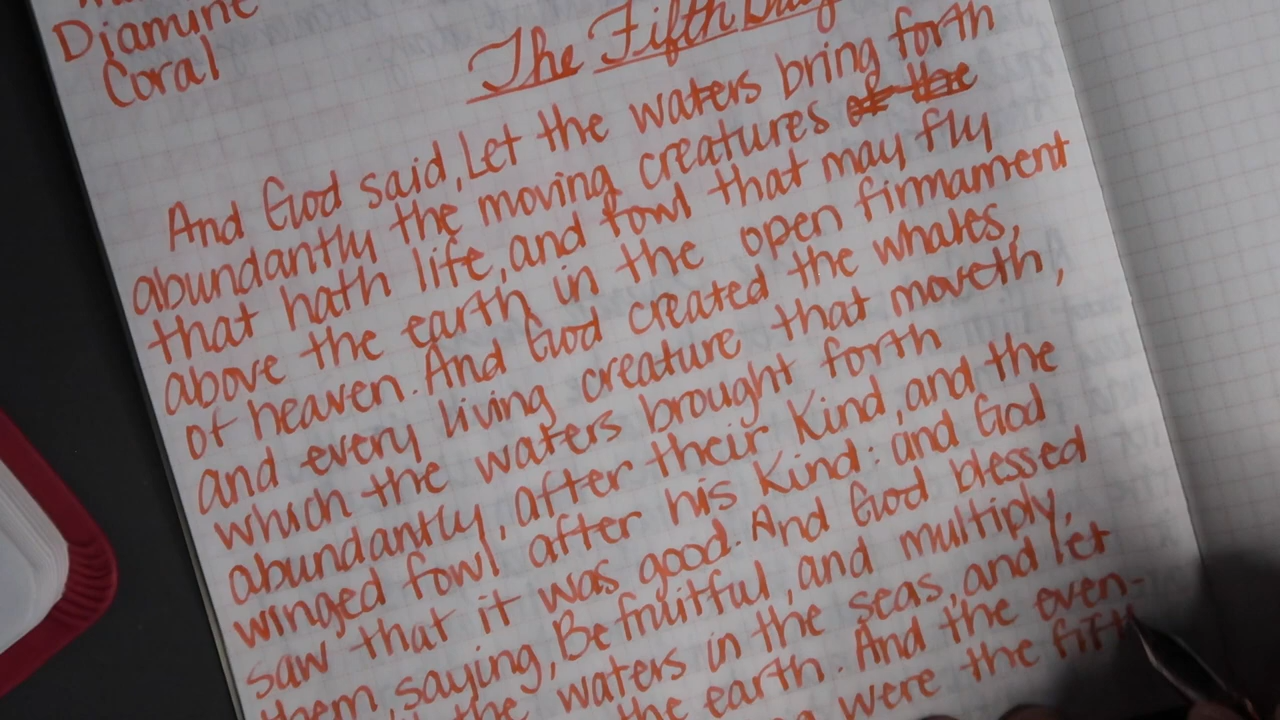 Diamine
Coral
The Fifth Day
And God said, Let the waters bring forth
abundantly the moving creatures of the
that hath life, and fowl that may fly
above the earth in the open firmament
of heaven. And God created the whales,
and every living creature that moveth,
which the waters brought forth
abundantly, after their Kind, and the
winged fowl after his Kind: and God
saw that it was good. And God blessed
them, saying, Be fruitful, and multiply,
the waters in the seas, and let
the earth. And the even-
were the fifth